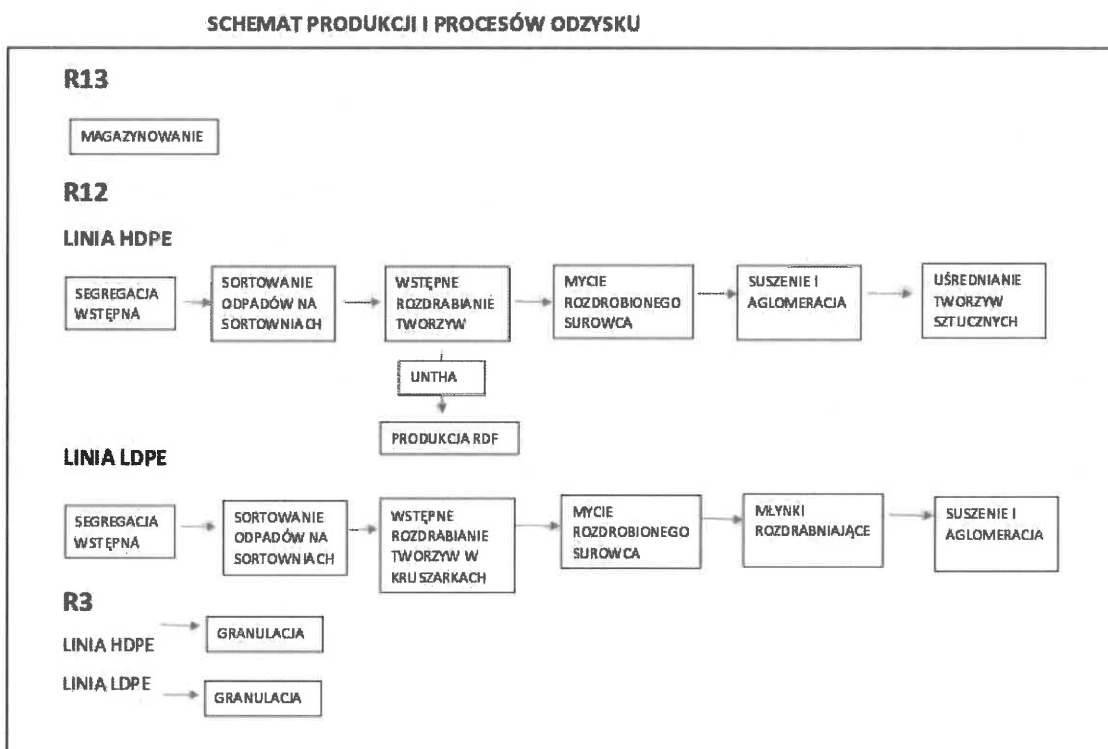 SCHEMAT PRODUKCJI I PROCESÓW ODZYSKU
R13
MAGAZYNOWANIE
R12
LINIA HDPE
SEGREGACJA
WSTĘPNA
SORTOWANIE
ODPADÓW NA
SORTOWNIACH
WSTĘPNE
ROZDRABIANIE
TWORZYW
MYCIE
ROZDROBIONEGO
SUROWCA
SUSZENIE I
AGLOMERACJA
UŚREDNIANIE
TWORZYW
SZTUCZNYCH
UNTHA
PRODUKCJA RDF
LINIA LDPE
SEGREGACJA
WSTĘPNA
SORTOWANIE
ODPADÓW NA
SORTOWNIACH
WSTĘPNE
ROZDRABIANIE
TWORZYW W
KRUSZARKACH
MYCIE
ROZDROBIONEGO
SUROWCA
MŁYNKI
ROZDRABNIAJĄCE
SUSZENIE I
AGLOMERACJA
R3
LINIA HDPE
GRANULACJA
LINIA LDPE
GRANULACJA